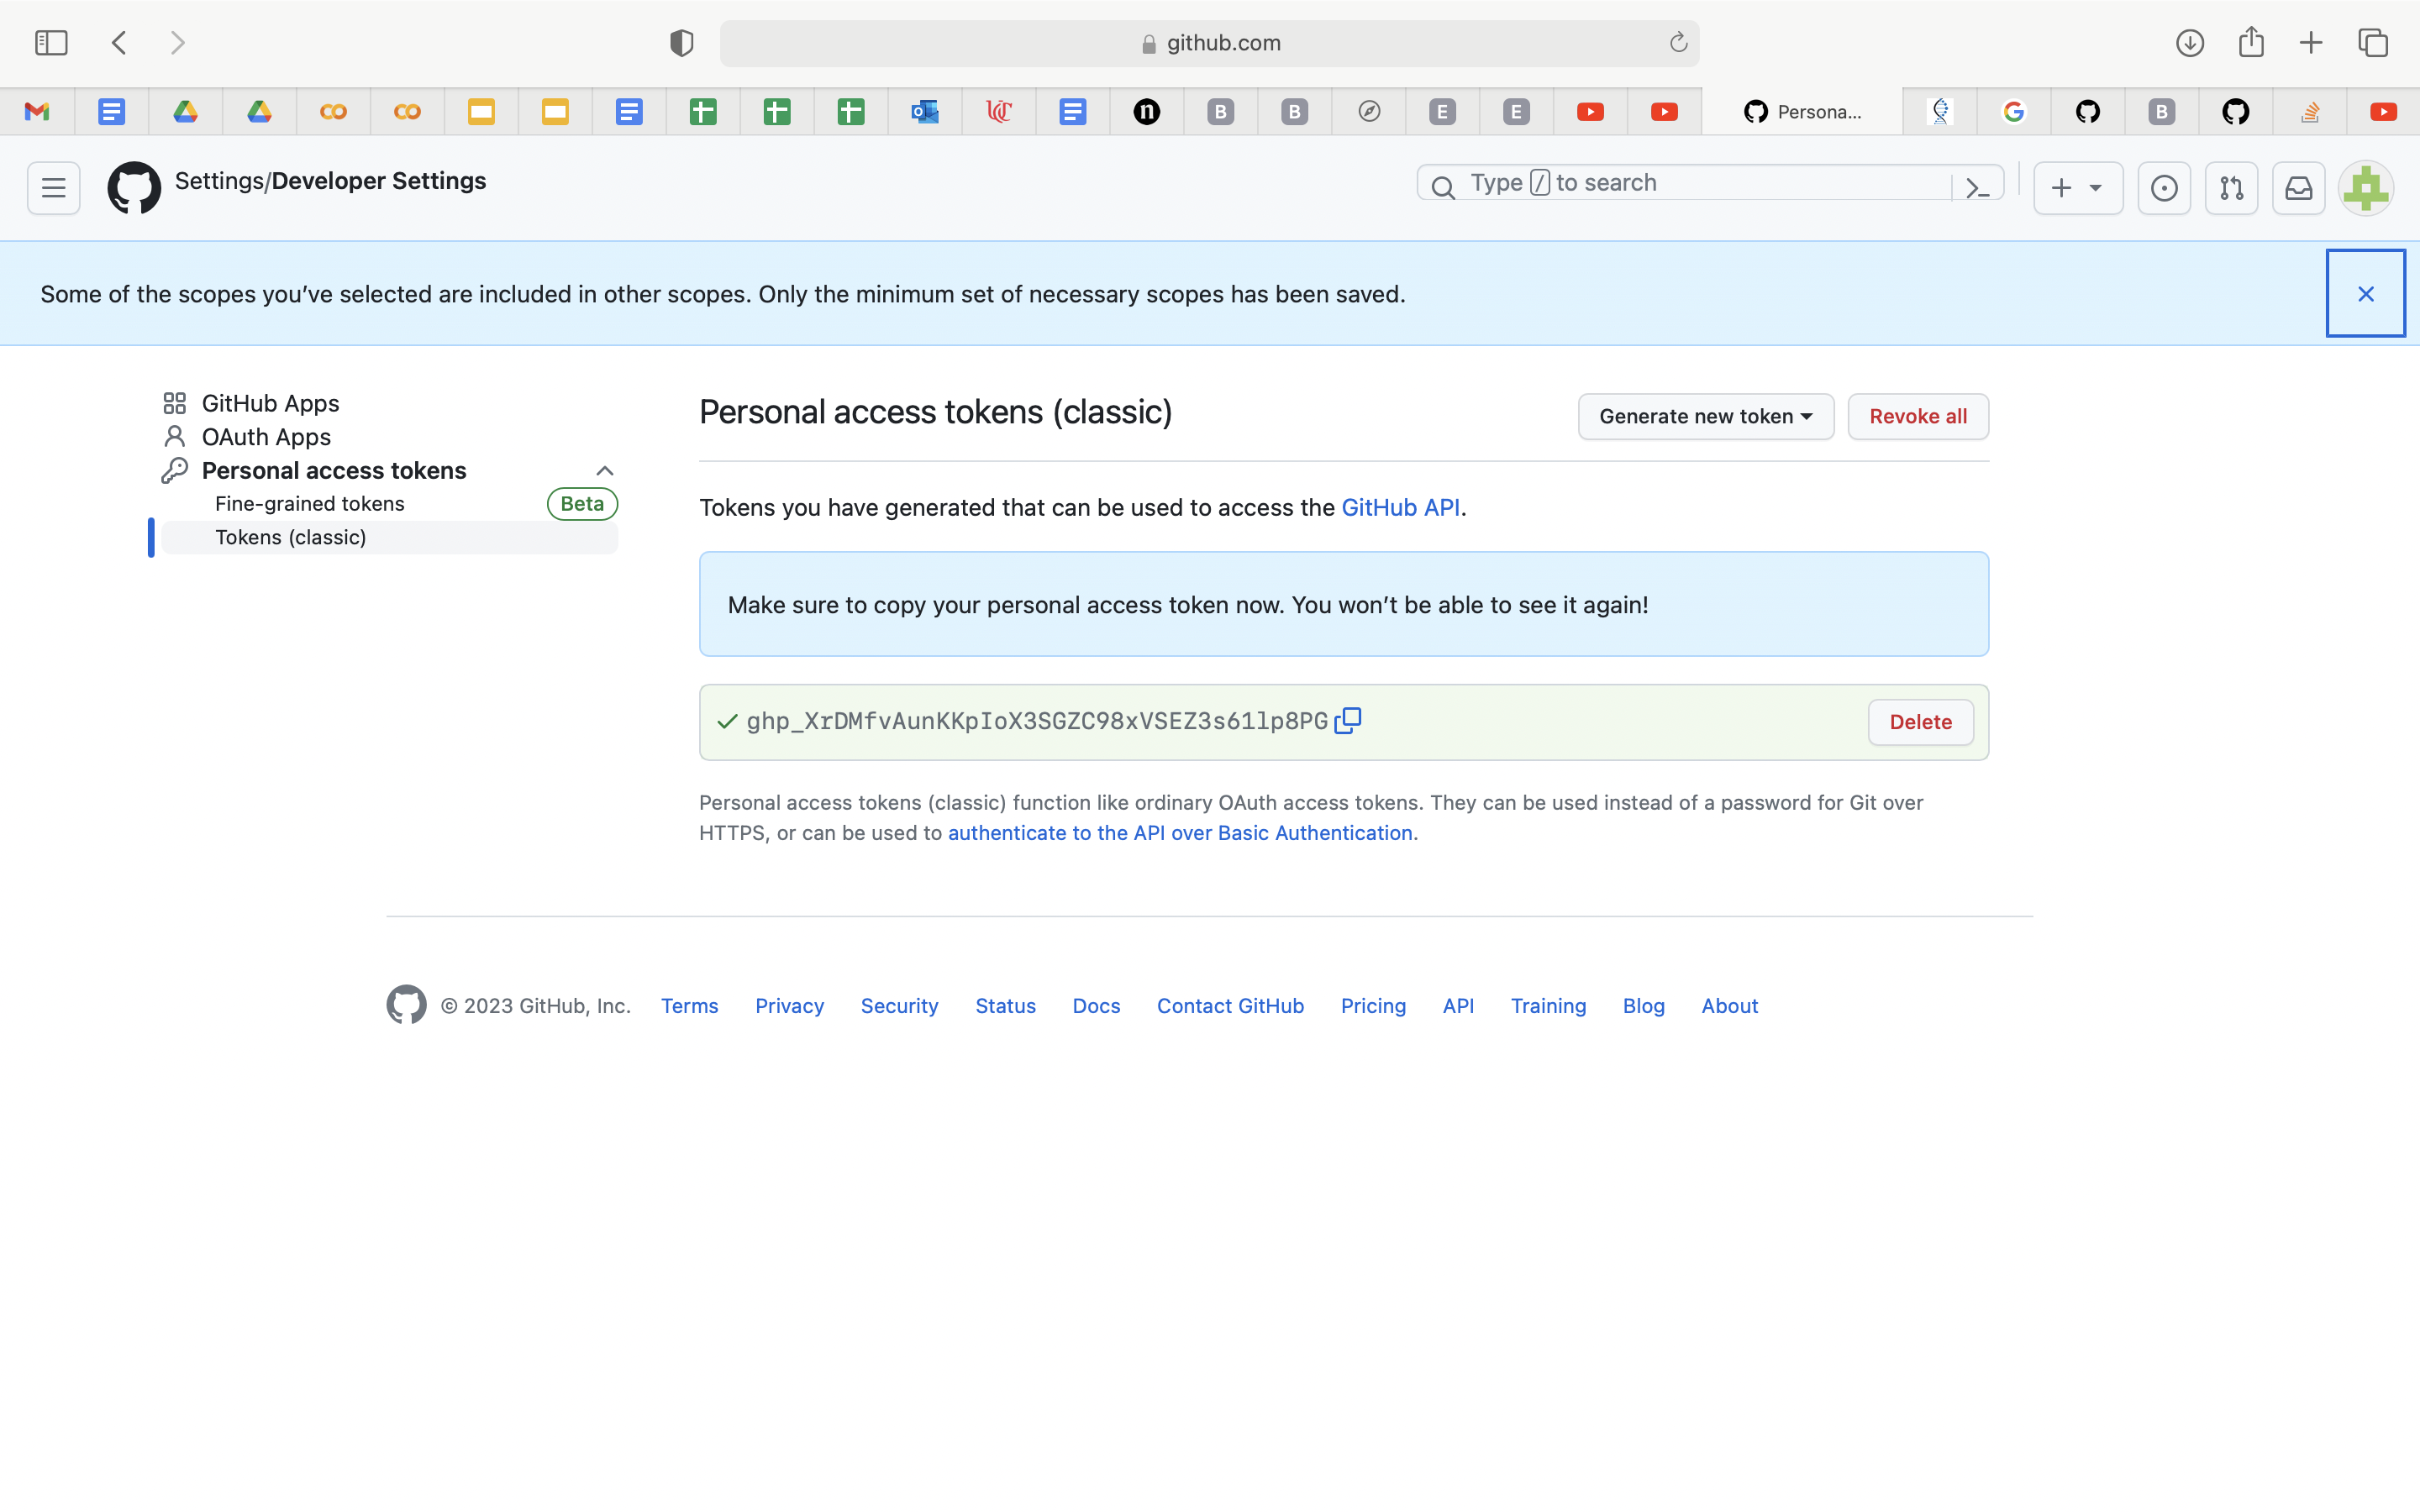 github.com
n
B
B
E
E
Persona...
B
Settings/Developer Settings
Type / to search
Some of the scopes you’ve selected are included in other scopes. Only the minimum set of necessary scopes has been saved.
GitHub Apps
OAuth Apps
Personal access tokens
Fine-grained tokens Beta
Tokens (classic)
Personal access tokens (classic)
Generate new token
Revoke all
Tokens you have generated that can be used to access the GitHub API.
Make sure to copy your personal access token now. You won’t be able to see it again!
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
Delete
Personal access tokens (classic) function like ordinary OAuth access tokens. They can be used instead of a password for Git over
HTTPS, or can be used to authenticate to the API over Basic Authentication.
© 2023 GitHub, Inc. Terms Privacy Security Status Docs Contact GitHub Pricing API Training Blog About